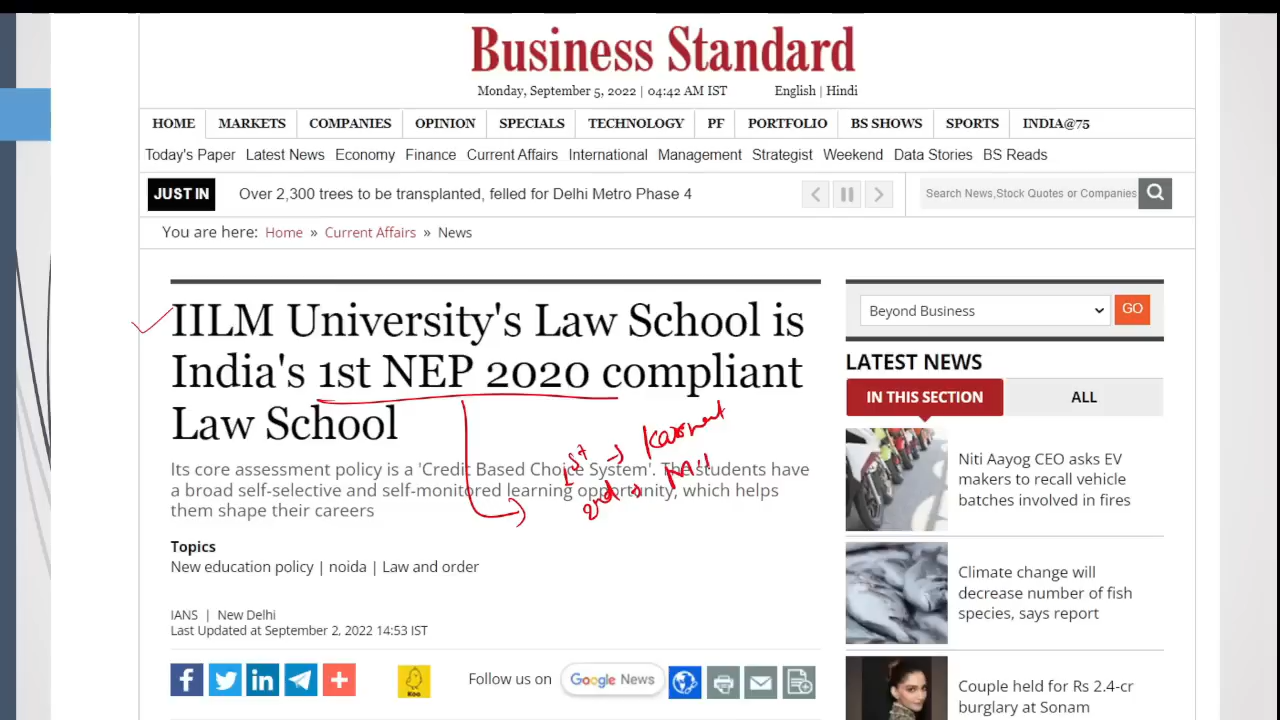 Business Standard
Monday, September 5, 2022 | 04:42 AM IST English | Hindi
HOME MARKETS COMPANIES OPINION SPECIALS TECHNOLOGY PF PORTFOLIO BS SHOWS SPORTS INDIA@75
Today's Paper Latest News Economy Finance Current Affairs International Management Strategist Weekend Data Stories BS Reads
JUST IN Over 2,300 trees to be transplanted, felled for Delhi Metro Phase 4
Search News,Stock Quotes or Companies
You are here: Home » Current Affairs » News
IILM University's Law School is
India's 1st NEP 2020 compliant
Law School
1st →
2nd →
Its core assessment policy is a 'Credit Based Choice System'. The students have
a broad self-selective and self-monitored learning opportunity, which helps
them shape their careers
Topics
New education policy | noida | Law and order
IANS | New Delhi
Last Updated at September 2, 2022 14:53 IST
Koo
Follow us on Google News
Beyond Business GO
LATEST NEWS
IN THIS SECTION ALL
Niti Aayog CEO asks EV
makers to recall vehicle
batches involved in fires
Climate change will
decrease number of fish
species, says report
Couple held for Rs 2.4-cr
burglary at Sonam